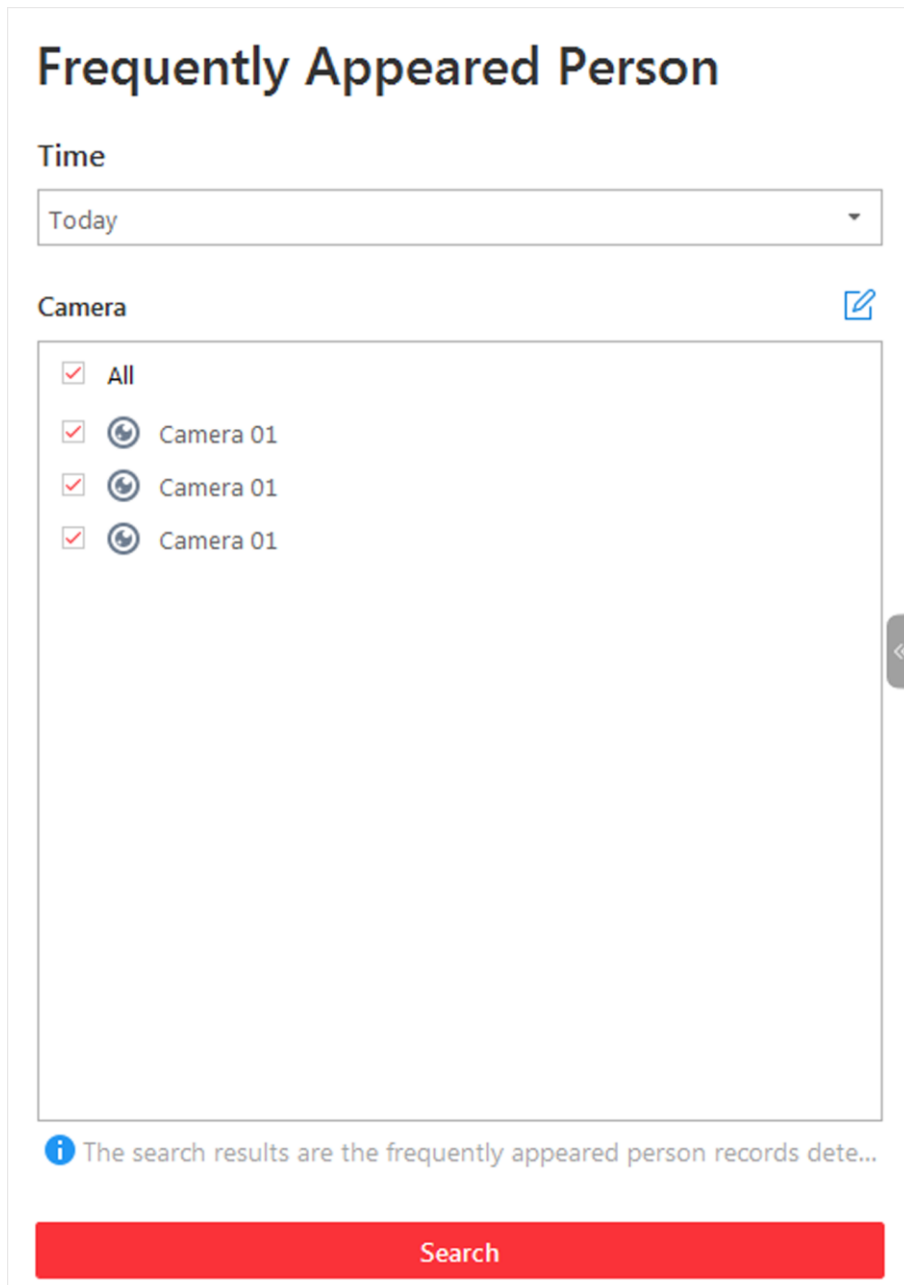 Frequently Appeared Person
Time
Today
Camera
All
Camera 01
Camera 01
Camera 01
The search results are the frequently appeared person records dete...
Search